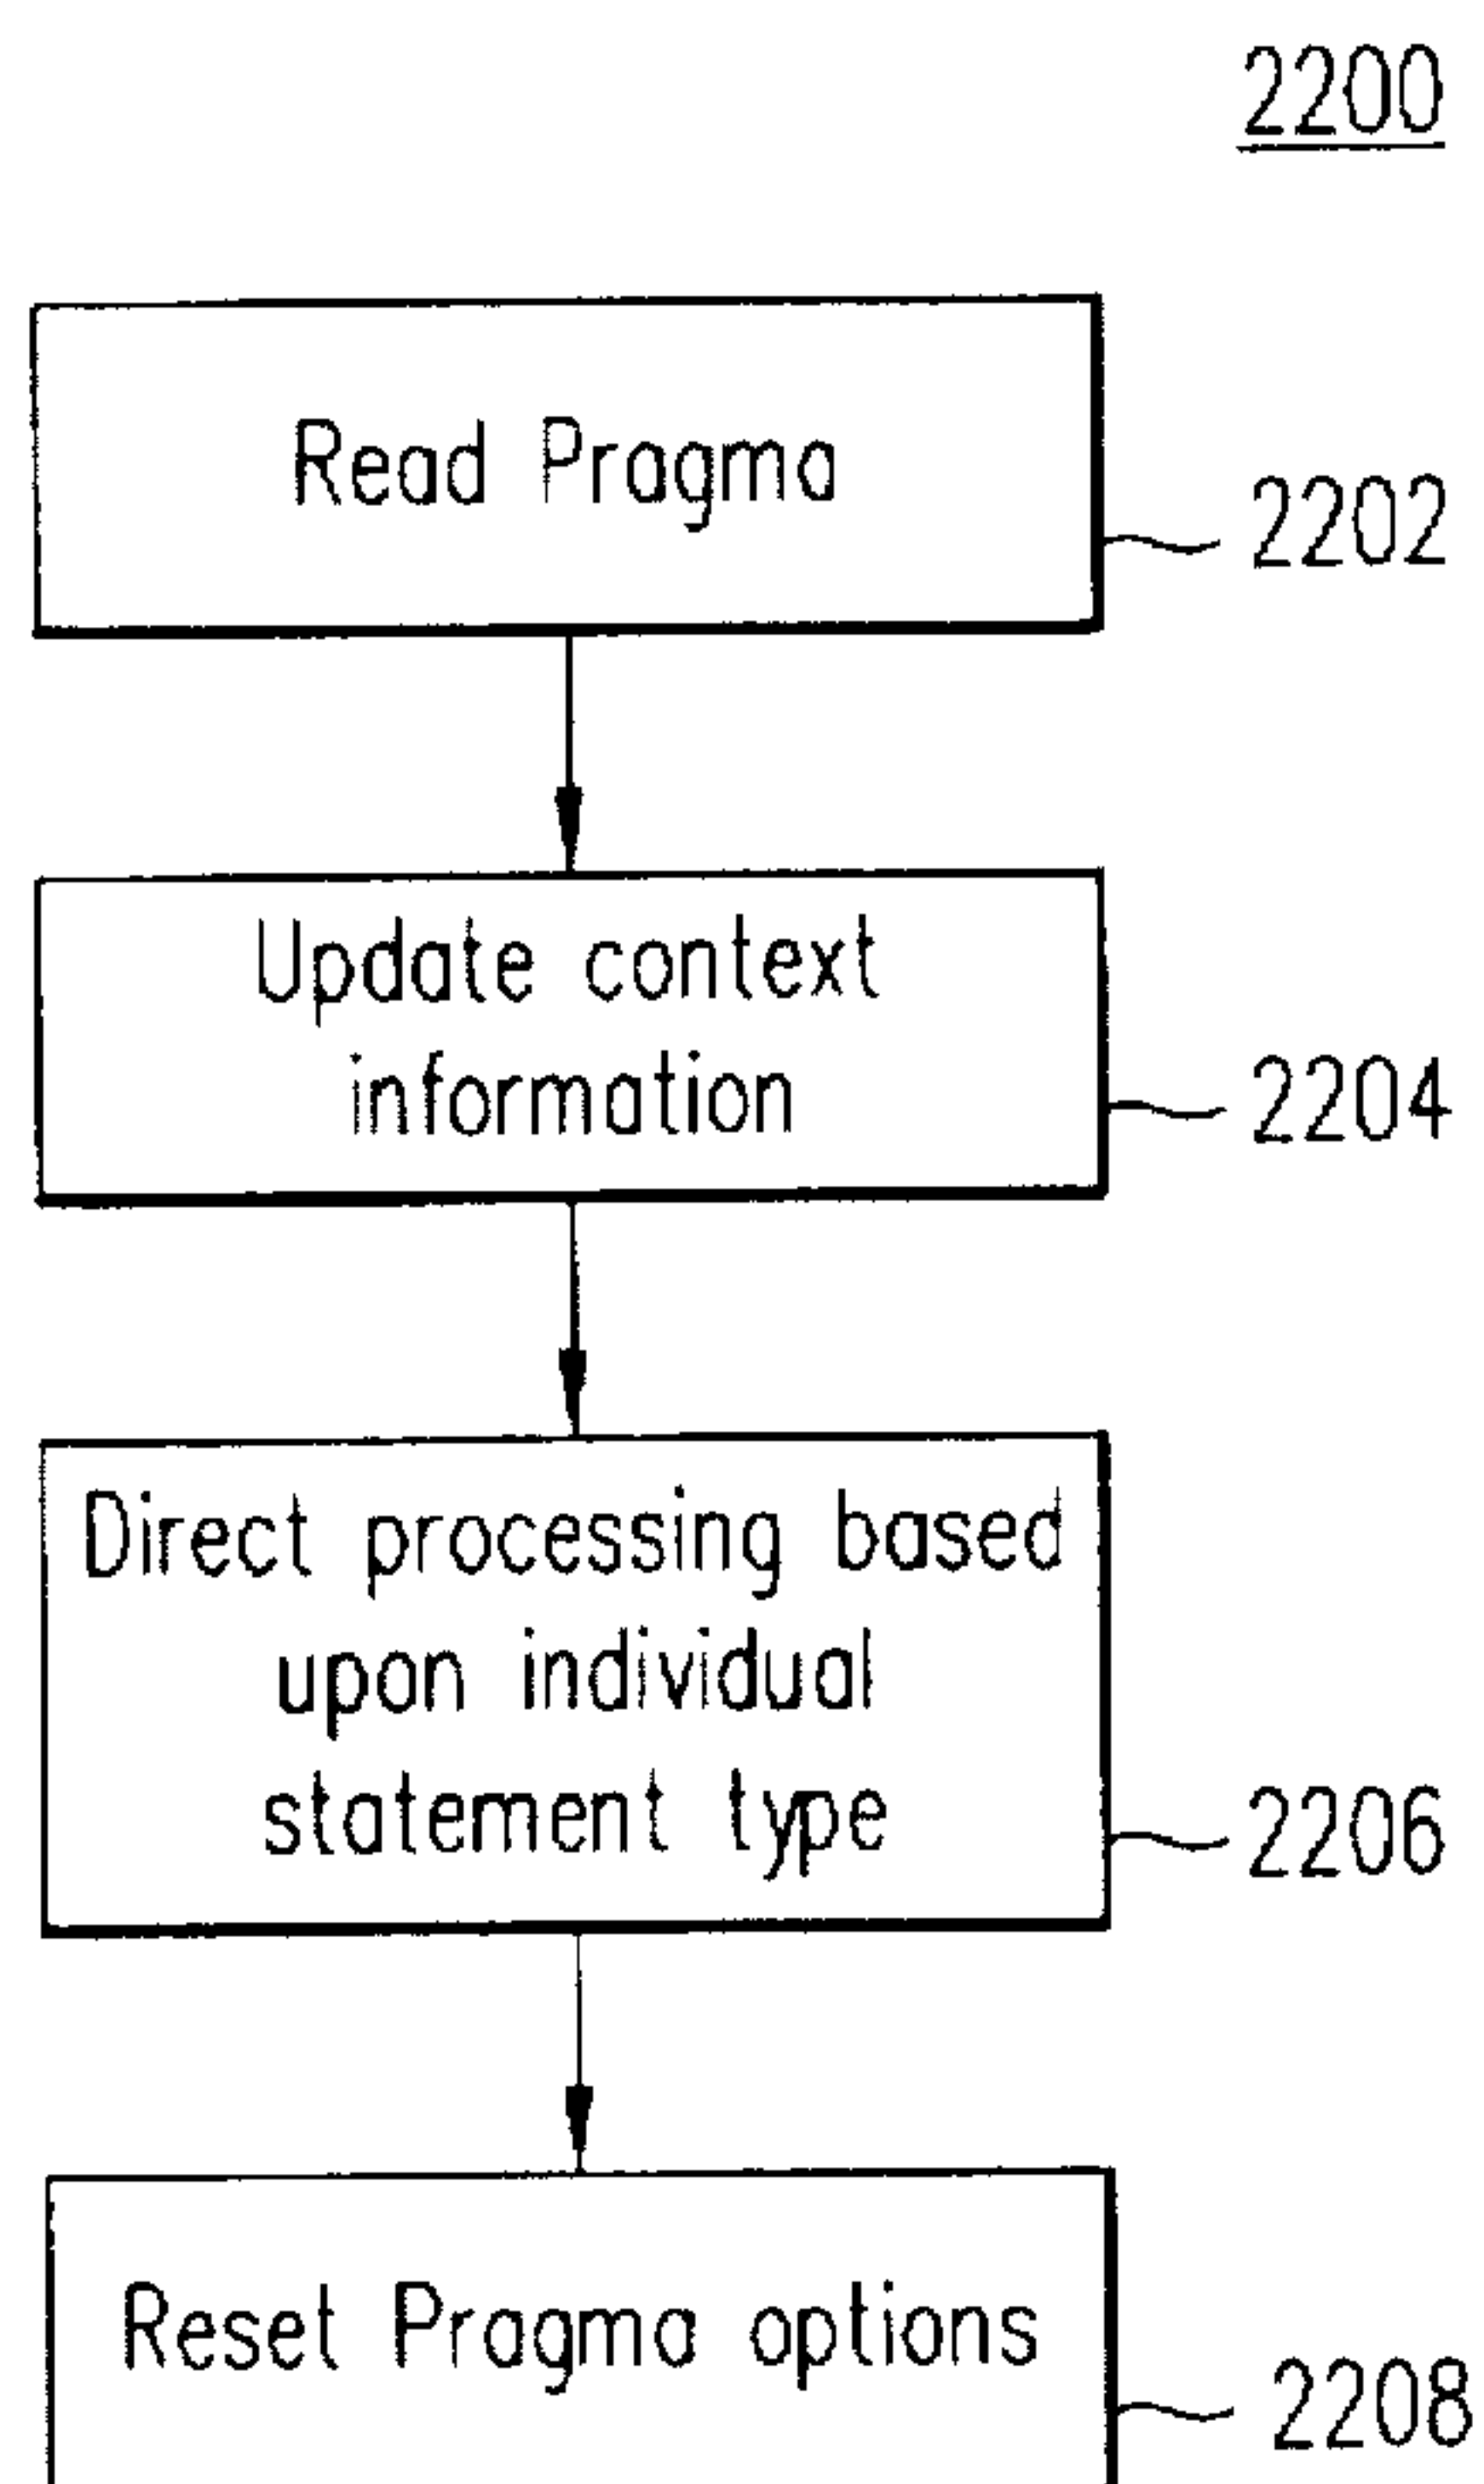 2200
Read Pragma
2202
Update context
information
2204
Direct processing based
upon individual
statement type
2206
Reset Pragma options
2208